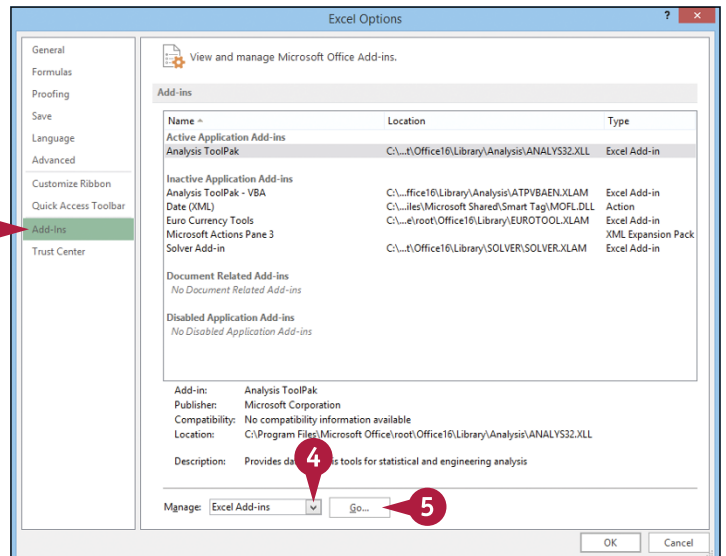 Excel Options
?
×
General
Formulas
Proofing
Save
Language
Advanced
Customize Ribbon
Quick Access Toolbar
Add-Ins
Trust Center
View and manage Microsoft Office Add-ins.
Add-ins
Name Location Type
Active Application Add-ins
Analysis ToolPak C:\...t\Office16\Library\Analysis\ANALYS32.XLL Excel Add-in
Inactive Application Add-ins
Analysis ToolPak - VBA C:\...ffice16\Library\Analysis\ATPVBAEN.XLAM Excel Add-in
Date (XML) C:\...iles\Microsoft Shared\Smart Tag\MOFL.DLL Action
Euro Currency Tools C:\...e\root\Office16\Library\EUROTOOL.XLAM Excel Add-in
Microsoft Actions Pane 3 XML Expansion Pack
Solver Add-in C:\...t\Office16\Library\SOLVER\SOLVER.XLAM Excel Add-in
Document Related Add-ins
No Document Related Add-ins
Disabled Application Add-ins
No Disabled Application Add-ins
Add-in: Analysis ToolPak
Publisher: Microsoft Corporation
Compatibility: No compatibility information available
Location: C:\Program Files\Microsoft Office\root\Office16\Library\Analysis\ANALYS32.XLL
Description: Provides tools for statistical and engineering analysis
4
Manage: Excel Add-ins Go... 5
OK Cancel